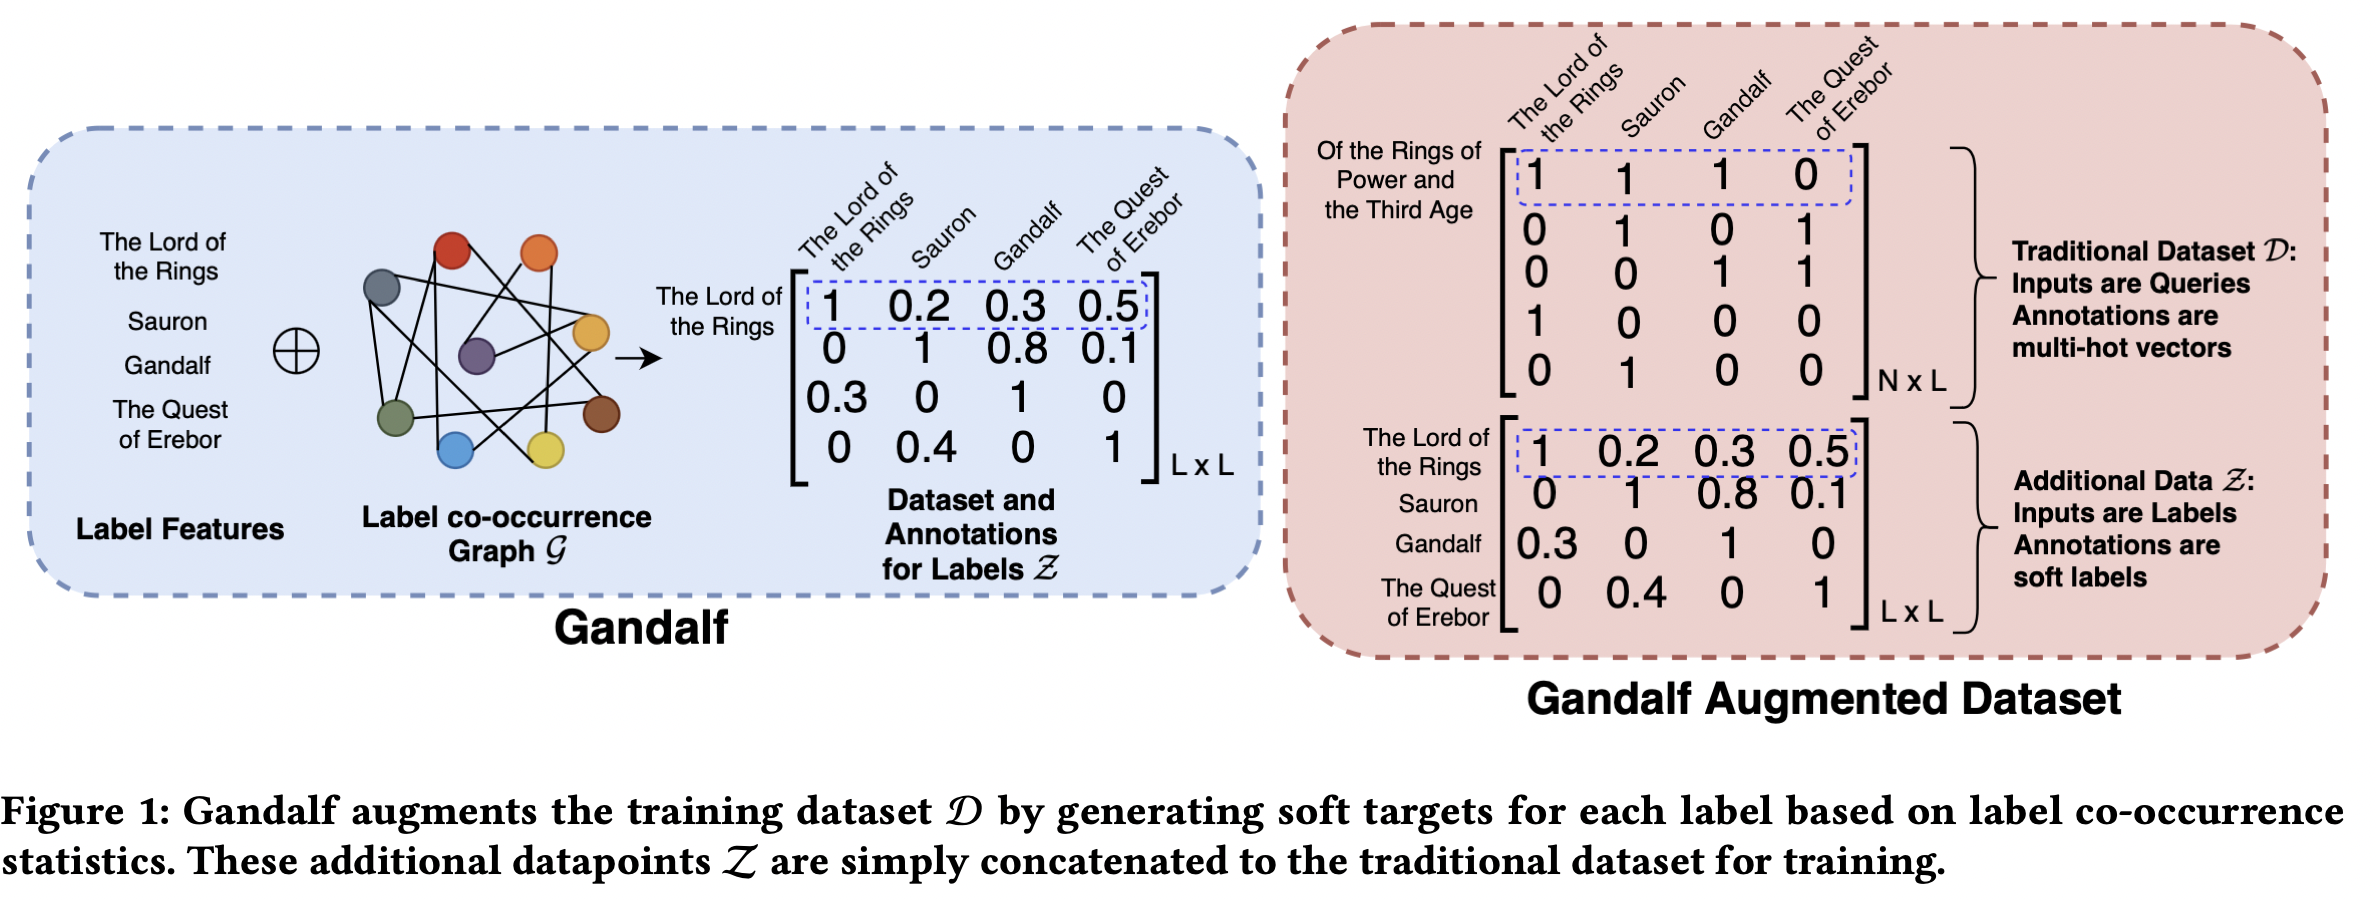 The Lord of
the Rings
Sauron
Gandalf
The Quest
of Erebor
Label Features
Label co-occurrence
Graph 𝒢
The Lord of
the Rings
Sauron
Gandalf
The Quest
of Erebor
The Lord of
the Rings
1 0.2 0.3 0.5
0 1 0.8 0.1
0.3 0 1 0
0 0.4 0 1
L x L
Dataset and
Annotations
for Labels 𝒵
Gandalf
The Lord of
the Rings
Sauron
Gandalf
The Quest
of Erebor
Of the Rings of
Power and
the Third Age
1 1 1 0
0 1 0 1
0 0 1 1
1 0 0 0
0 1 0 0
N x L
Traditional Dataset 𝒟:
Inputs are Queries
Annotations are
multi-hot vectors
The Lord of
the Rings
Sauron
Gandalf
The Quest
of Erebor
1 0.2 0.3 0.5
0 1 0.8 0.1
0.3 0 1 0
0 0.4 0 1
L x L
Additional Data 𝒵:
Inputs are Labels
Annotations are
soft labels
Gandalf Augmented Dataset
Figure 1: Gandalf augments the training dataset 𝒟 by generating soft targets for each label based on label co-occurrence
statistics. These additional datapoints 𝒵 are simply concatenated to the traditional dataset for training.